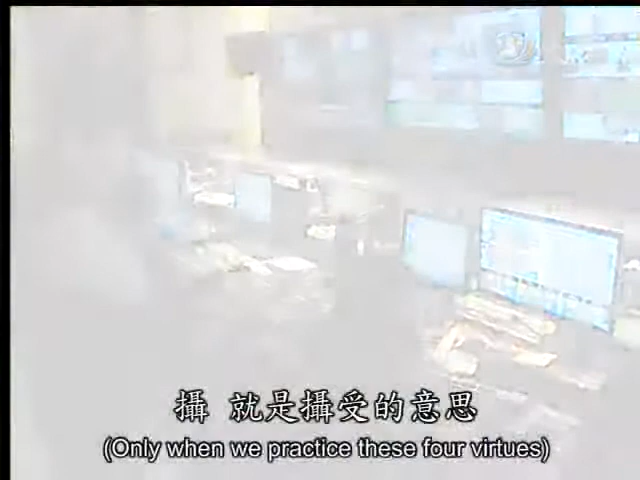 攝 就是攝受的意思
(Only when we practice these four virtues)